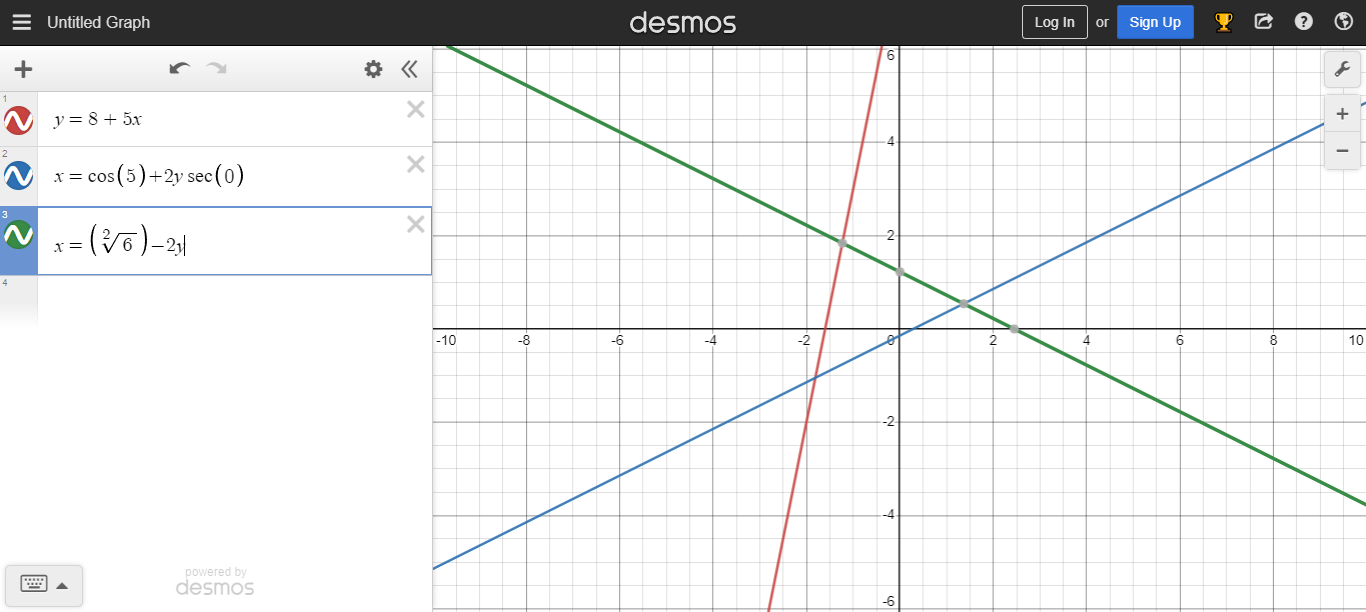 Untitled Graph
desmos
Log In or Sign Up
1
y = 8 + 5x
2
x = cos(5)+2y sec(0)
3
x = (²√6)−2y
4
powered by
desmos
6
4
2
-10 -8 -6 -4 -2 0 2 4 6 8 10
-2
-4
-6